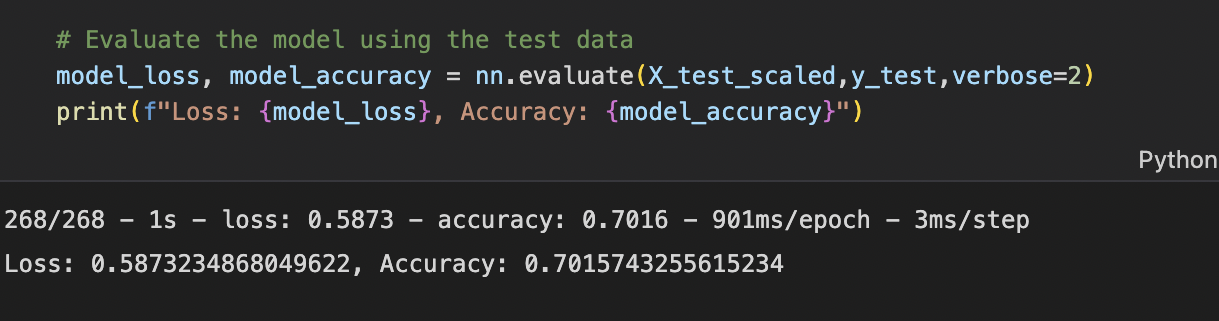 # Evaluate the model using the test data
model_loss, model_accuracy = nn.evaluate(X_test_scaled,y_test,verbose=2)
print(f"Loss: {model_loss}, Accuracy: {model_accuracy}")
Python
268/268 - 1s - loss: 0.5873 - accuracy: 0.7016 - 901ms/epoch - 3ms/step
Loss: 0.5873234868049622, Accuracy: 0.7015743255615234